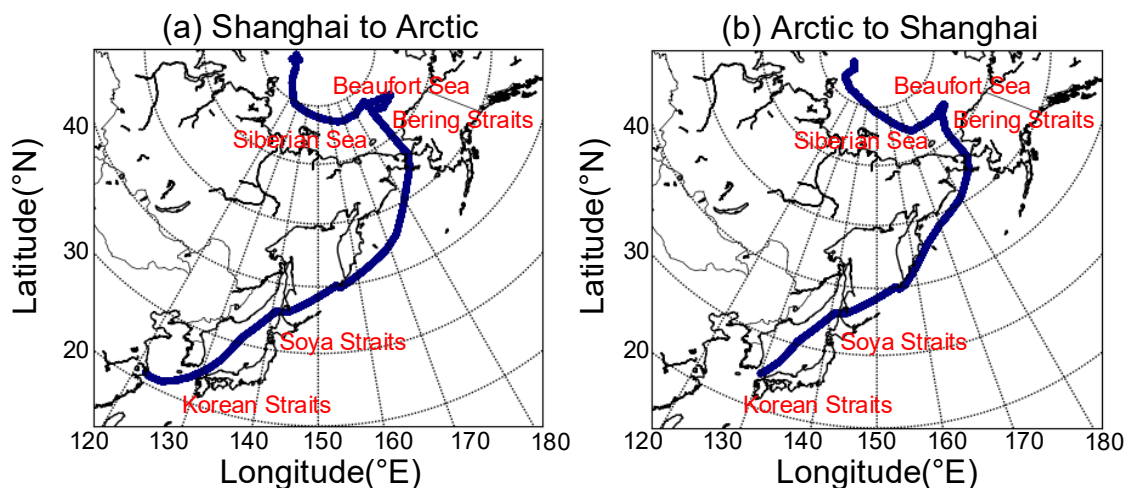 (a) Shanghai to Arctic
Beaufort Sea
Bering Straits
Siberian Sea
Soya Straits
Korean Straits
40
30
20
120 130 140 150 160 170 180
Latitude(°N)
Longitude(°E)
(b) Arctic to Shanghai
Beaufort Sea
Bering Straits
Siberian Sea
Soya Straits
Korean Straits
40
30
20
120 130 140 150 160 170 180
Latitude(°N)
Longitude(°E)